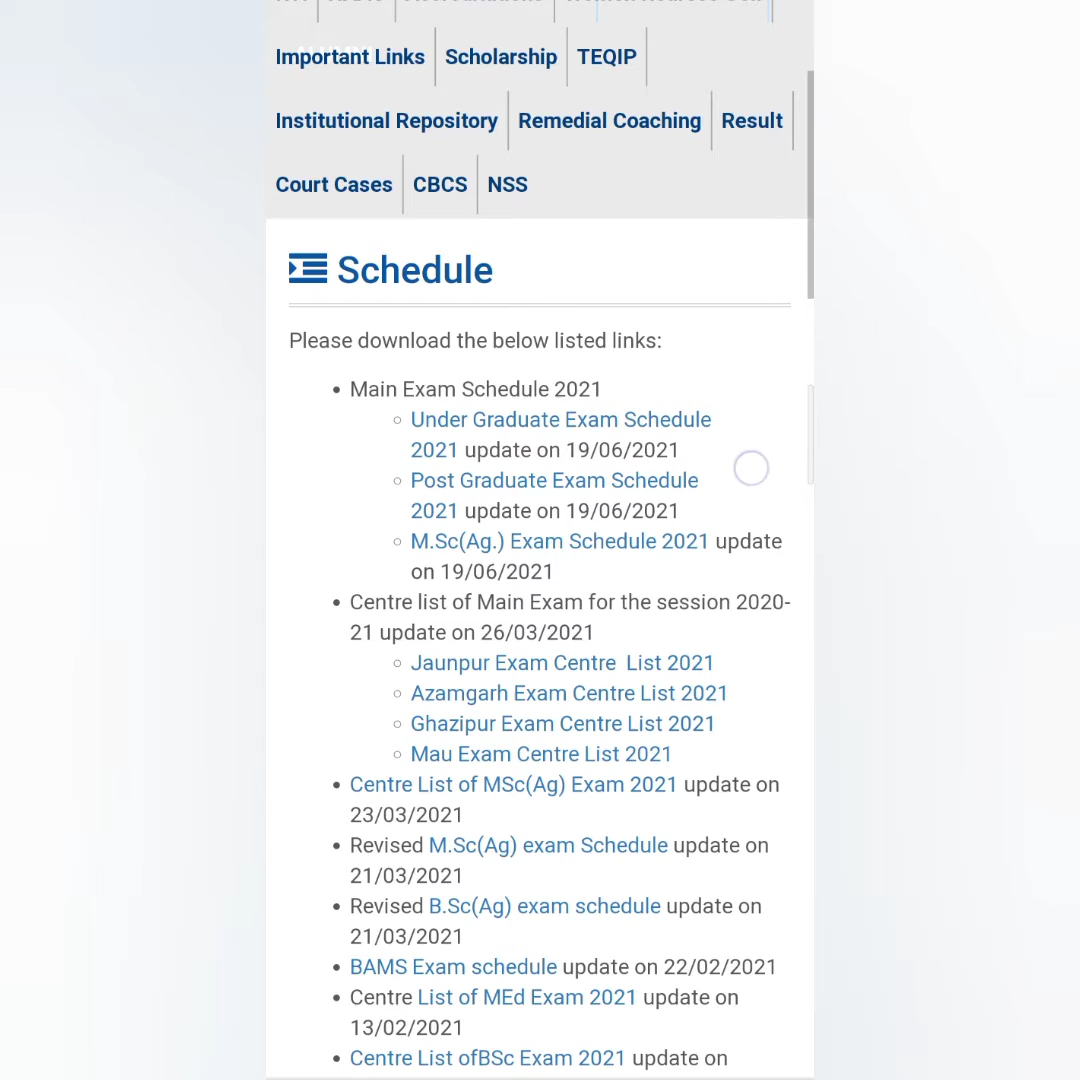 Important Links Scholarship TEQIP
Institutional Repository Remedial Coaching Result
Court Cases CBCS NSS
Schedule
Please download the below listed links:
• Main Exam Schedule 2021
○ Under Graduate Exam Schedule
2021 update on 19/06/2021
○ Post Graduate Exam Schedule
2021 update on 19/06/2021
○ M.Sc(Ag.) Exam Schedule 2021 update
on 19/06/2021
• Centre list of Main Exam for the session 2020-
21 update on 26/03/2021
○ Jaunpur Exam Centre List 2021
○ Azamgarh Exam Centre List 2021
○ Ghazipur Exam Centre List 2021
○ Mau Exam Centre List 2021
• Centre List of MSc(Ag) Exam 2021 update on
23/03/2021
• Revised M.Sc(Ag) exam Schedule update on
21/03/2021
• Revised B.Sc(Ag) exam schedule update on
21/03/2021
• BAMS Exam schedule update on 22/02/2021
• Centre List of MEd Exam 2021 update on
13/02/2021
• Centre List ofBSc Exam 2021 update on